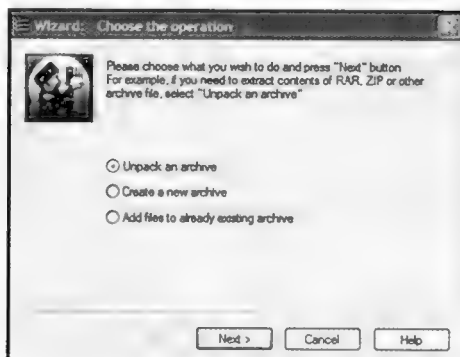 Wizard: Choose the operation
Please choose what you wish to do and press "Next" button
For example, if you need to extract contents of RAR, ZIP or other
archive file, select "Unpack an archive"
Unpack an archive
Create a new archive
Add files to already existing archive
Next >
Cancel
Help